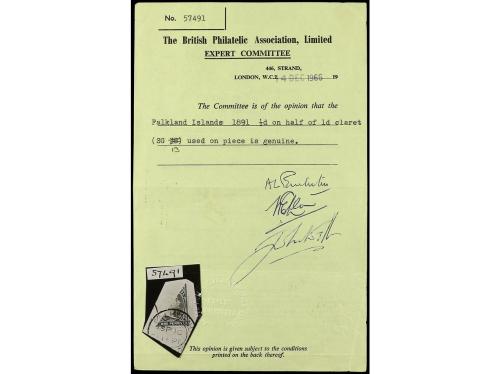 No. 57491
The British Philatelic Association, Limited
EXPERT COMMITTEE
446, STRAND,
LONDON, W.C.2. 4 DEC 1966 19
The Committee is of the opinion that the
Falkland Islands 1891 ½d on half of 1d claret
(SG) used on piece is genuine.
13
57491
This opinion is given subject to the conditions
printed on the back thereof.